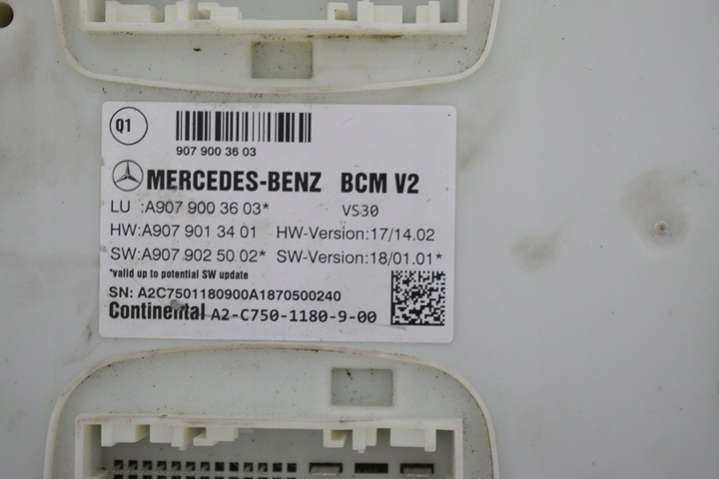 Q1
907 900 36 03
MERCEDES-BENZ BCM V2
LU :A907 900 36 03* VS30
HW:A907 901 34 01 HW-Version:17/14.02
SW:A907 902 50 02* SW-Version:18/01.01*
*valid up to potential SW update
SN: A2C7501180900A1870500240
Continental A2-C750-1180-9-00